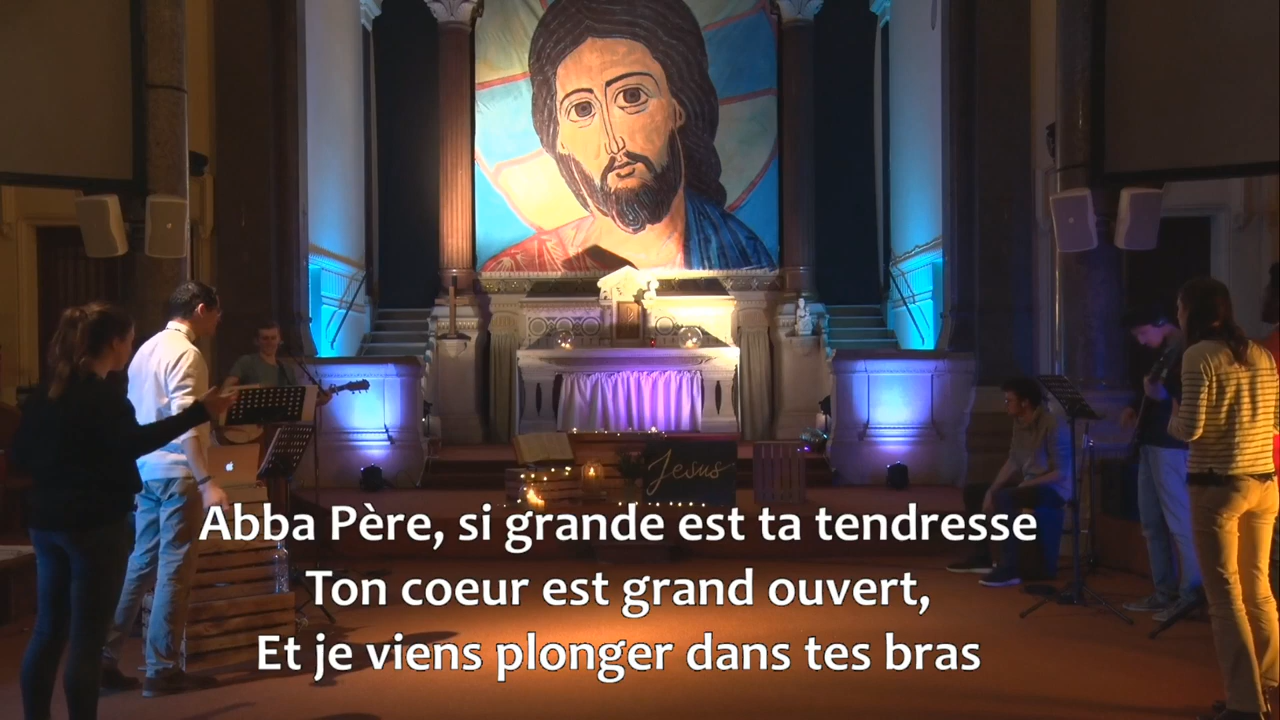 Jesus
Abba Père, si grande est ta tendresse
Ton coeur est grand ouvert,
Et je viens plonger dans tes bras